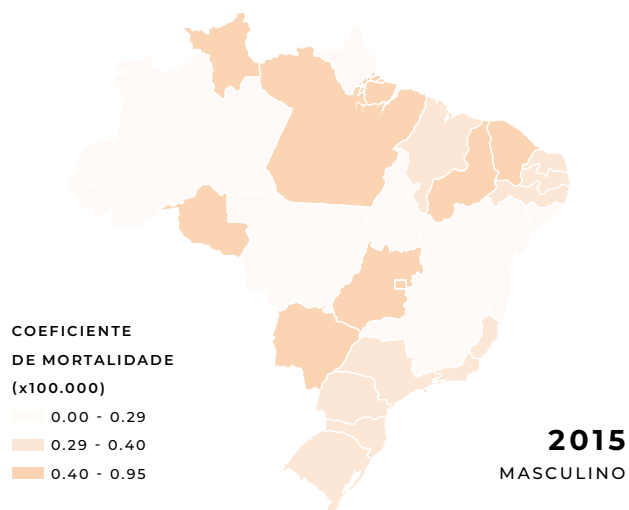 COEFICIENTE
DE MORTALIDADE
(x100.000)
0.00 - 0.29
0.29 - 0.40
0.40 - 0.95
2015
MASCULINO